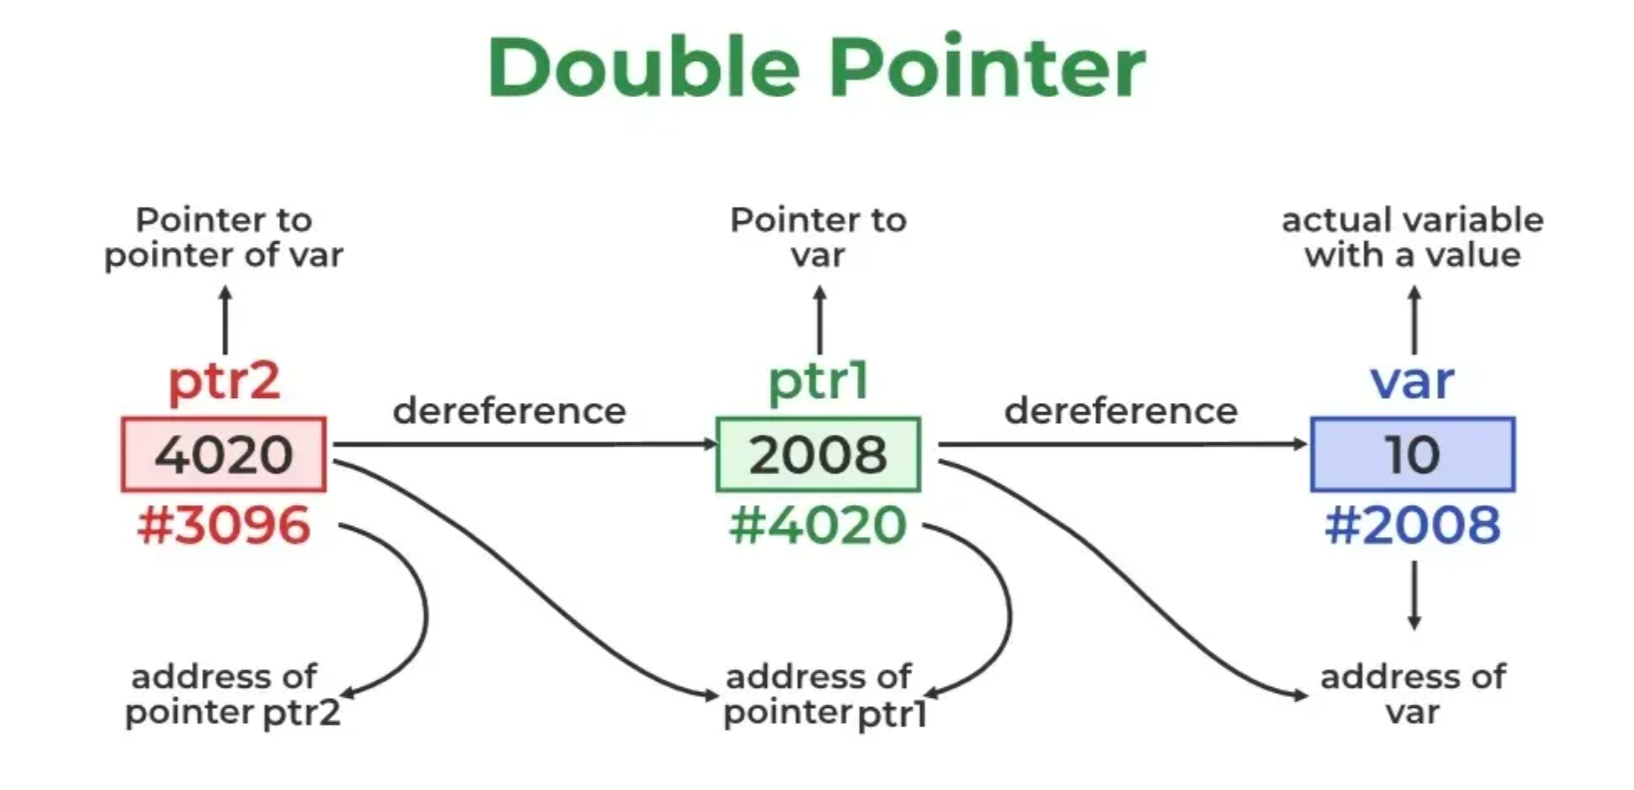 Double Pointer
Pointer to
pointer of var
Pointer to
var
actual variable
with a value
ptr2
dereference
ptr1
dereference
var
4020
2008
10
#3096
#4020
#2008
address of
pointer ptr2
address of
pointer ptr1
address of
var